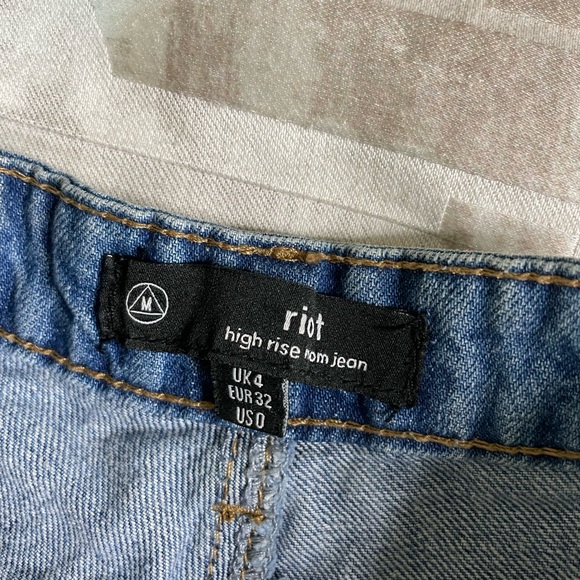 M
riot
high rise mom jean
UK 4
EUR 32
US 0